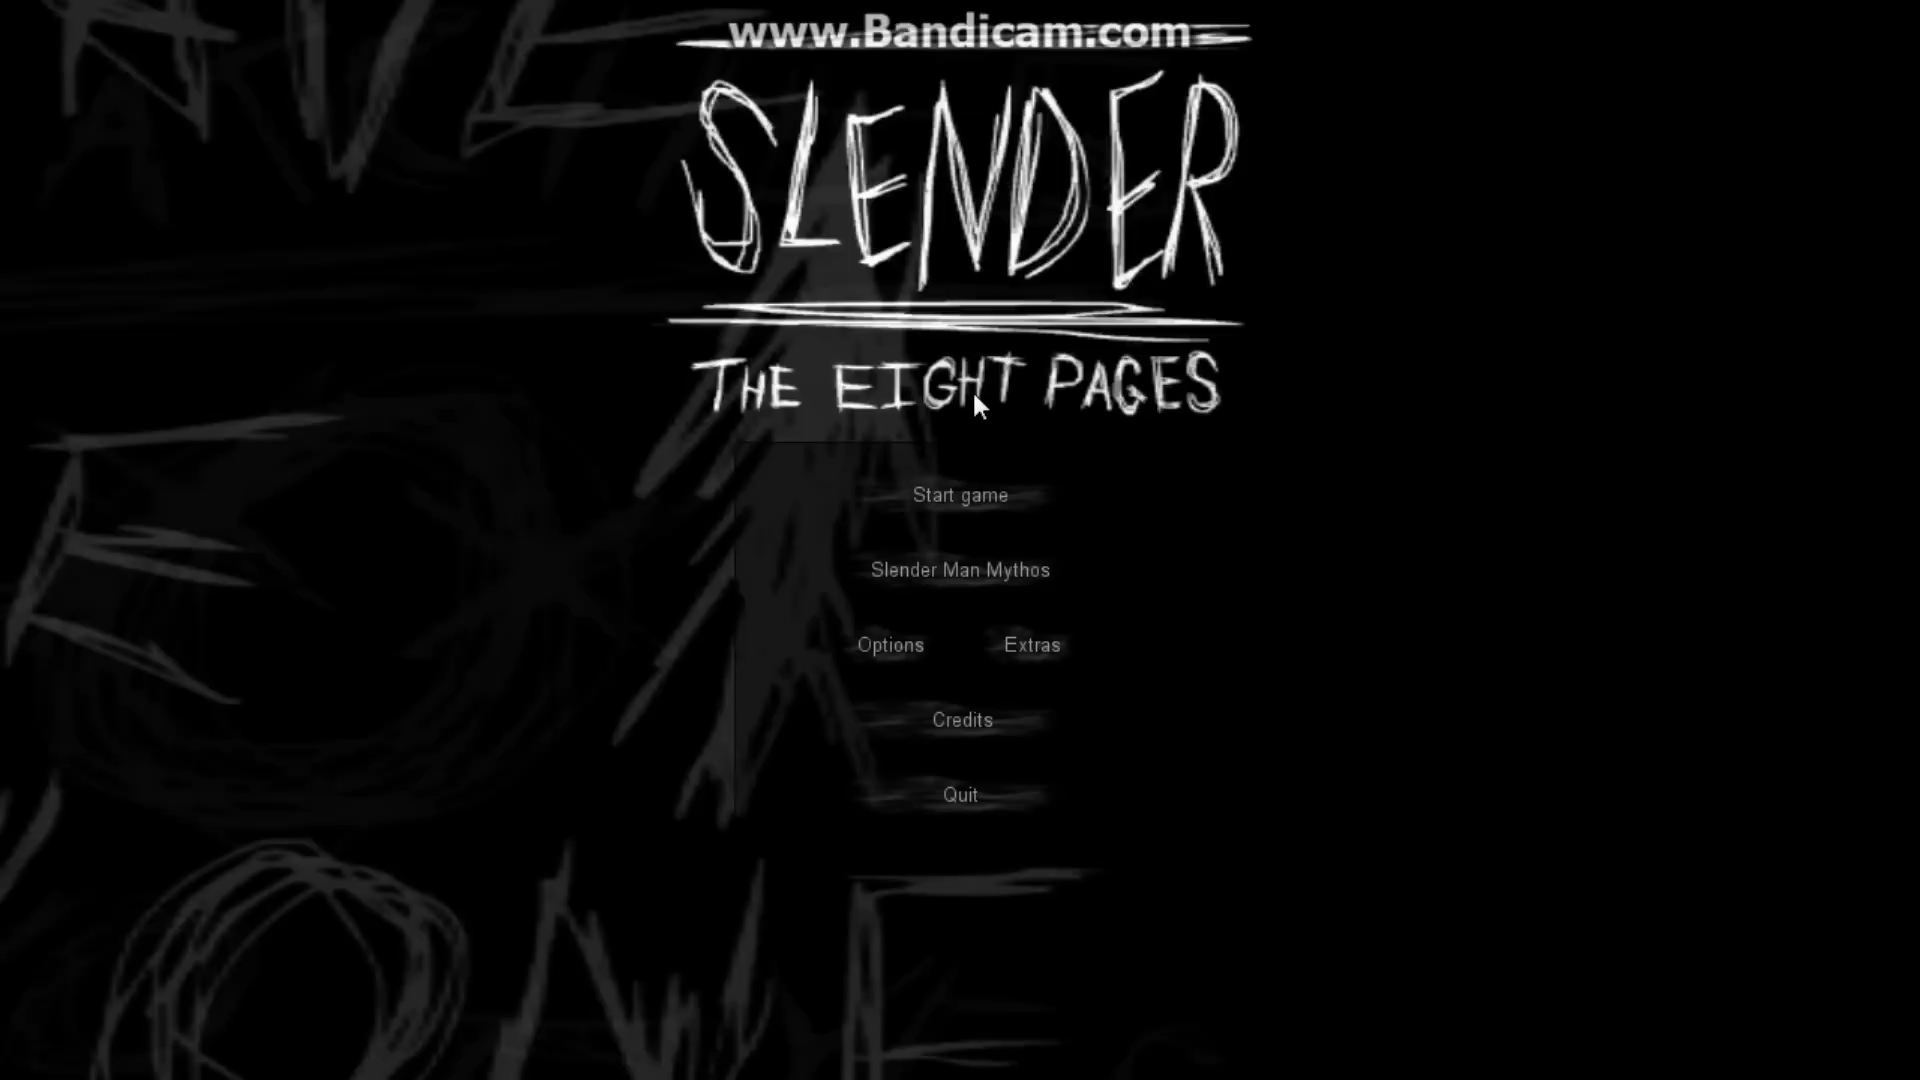 www.Bandicam.com
SLENDER
THE EIGHT PAGES
Start game
Slender Man Mythos
Options Extras
Credits
Quit